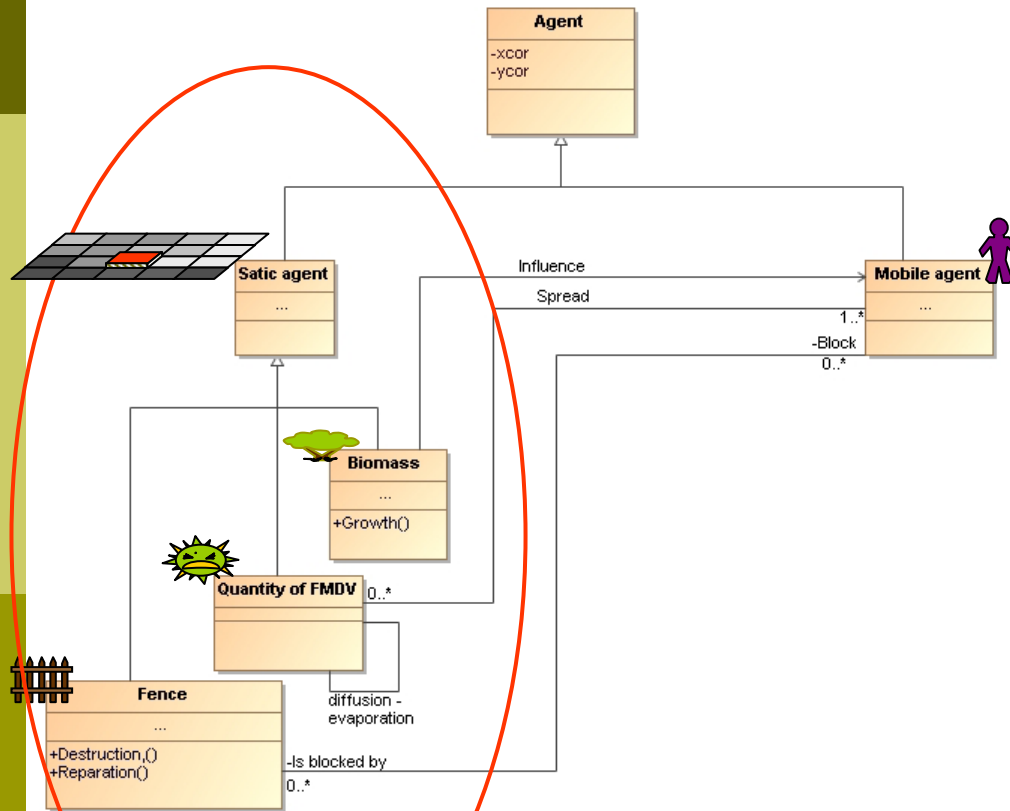 Agent
-xcor
-ycor
Satic agent
...
Influence
Mobile agent
...
Spread
1..*
-Block
0..*
Biomass
...
+Growth()
Quantity of FMDV
0..*
diffusion -
evaporation
Fence
...
+Destruction,()
+Reparation()
-Is blocked by
0..*